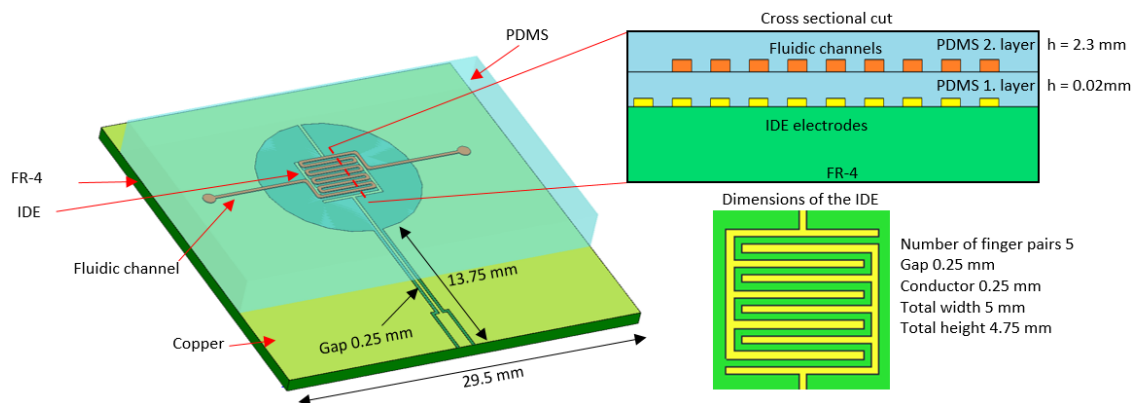 PDMS
FR-4
IDE
Fluidic channel
Copper
Gap 0.25 mm
13.75 mm
29.5 mm
Cross sectional cut
Fluidic channels
PDMS 2. layer
h = 2.3 mm
PDMS 1. layer
h = 0.02mm
IDE electrodes
FR-4
Dimensions of the IDE
Number of finger pairs 5
Gap 0.25 mm
Conductor 0.25 mm
Total width 5 mm
Total height 4.75 mm